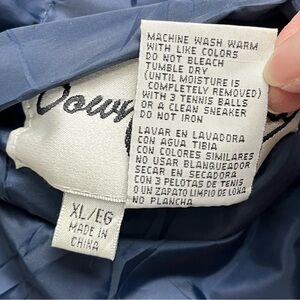 MACHINE WASH WARM
WITH LIKE COLORS
DO NOT BLEACH
TUMBLE DRY
(UNTIL MOISTURE IS
COMPLETELY REMOVED)
WITH 3 TENNIS BALLS
OR A CLEAN SNEAKER
DO NOT IRON
LAVAR EN LAVADORA
CON AGUA TIBIA
CON COLORES SIMILARES
NO USAR BLANQUEADOR
SECAR EN SECADORA
CON 3 PELOTAS DE TENIS
O UN ZAPATO LIMPIO DE LONA
NO PLANCHA
XL/EG
MADE IN
CHINA